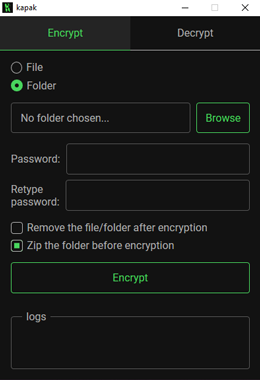 kapak
Encrypt
Decrypt
File
Folder
No folder chosen...
Browse
Password:
Retype
password:
Remove the file/folder after encryption
Zip the folder before encryption
Encrypt
logs